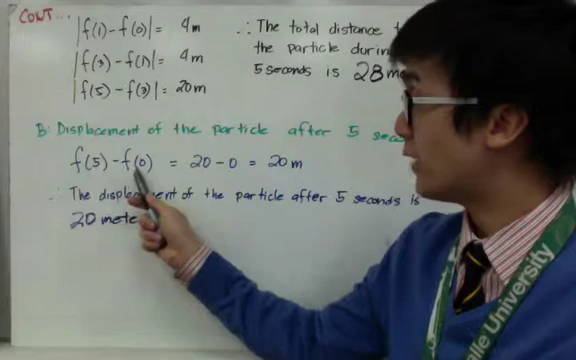 CONT...
|f(1)-f(0)| = 4m
|f(3)-f(1)| = 4m
|f(5)-f(3)| = 20m
∴ The total distance
the particle durin
5 seconds is 28
B: Displacement of the particle after 5 sec
f(5) - f(0) = 20 - 0 = 20 m
∴ The displacement of the particle after 5 seconds is
20 mete
University